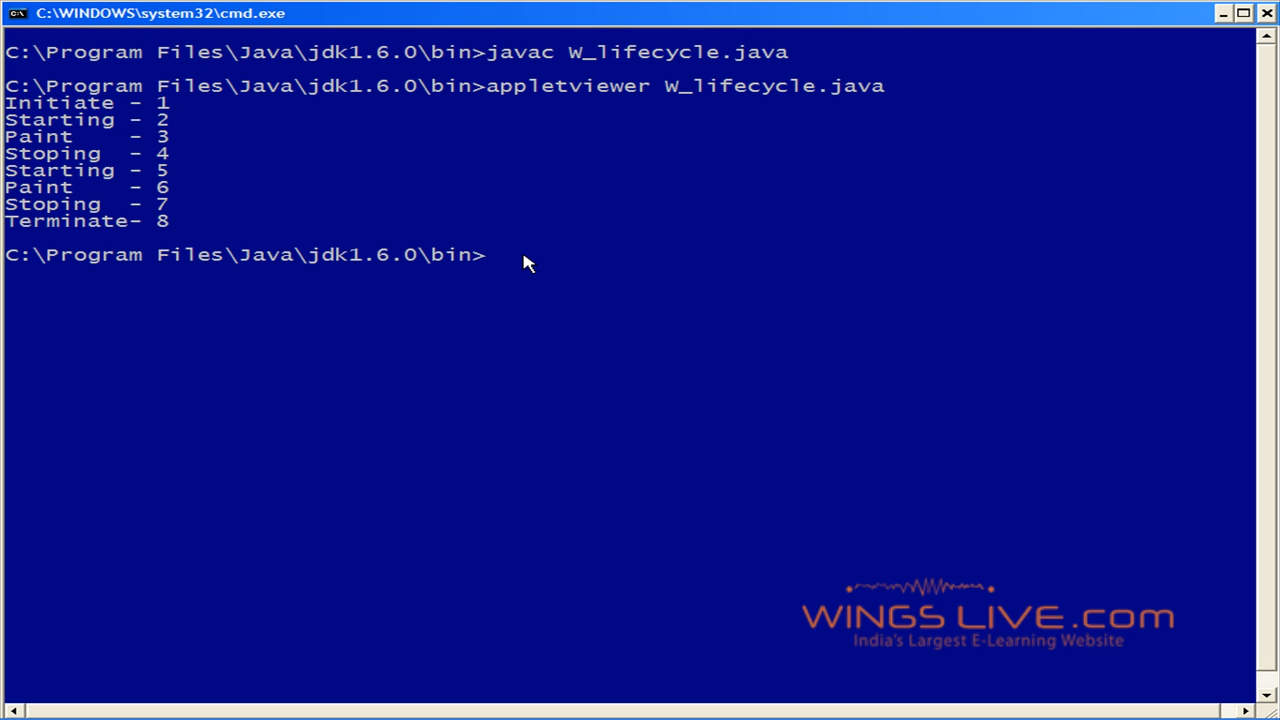 C:\WINDOWS\system32\cmd.exe
C:\Program Files\Java\jdk1.6.0\bin>javac W_lifecycle.java
C:\Program Files\Java\jdk1.6.0\bin>appletviewer W_lifecycle.java
Initiate - 1
Starting - 2
Paint    - 3
Stoping  - 4
Starting - 5
Paint    - 6
Stoping  - 7
Terminate- 8
C:\Program Files\Java\jdk1.6.0\bin>
WINGS LIVE.com
India's Largest E-Learning Website